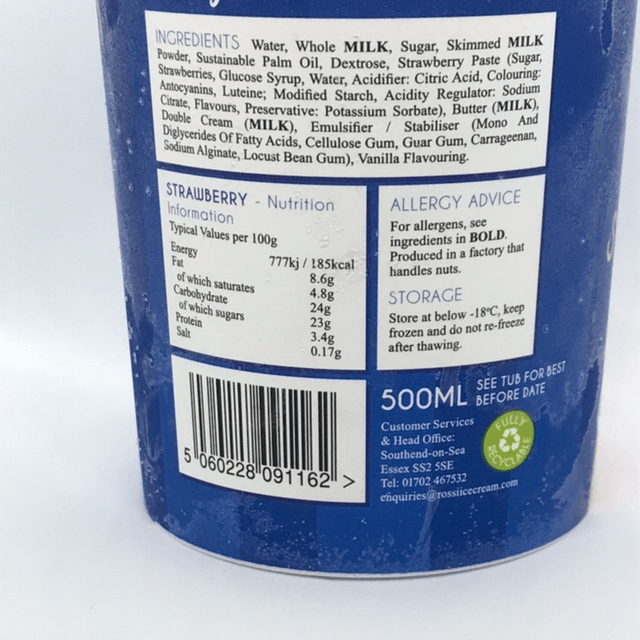 INGREDIENTS Water, Whole MILK, Sugar, Skimmed MILK
Powder, Sustainable Palm Oil, Dextrose, Strawberry Paste (Sugar,
Strawberries, Glucose Syrup, Water, Acidifier: Citric Acid, Colouring:
Antocyanins, Luteine; Modified Starch, Acidity Regulator: Sodium
Citrate, Flavours, Preservative: Potassium Sorbate), Butter (MILK),
Double Cream (MILK), Emulsifier / Stabiliser (Mono And
Diglycerides Of Fatty Acids, Cellulose Gum, Guar Gum, Carrageenan,
Sodium Alginate, Locust Bean Gum), Vanilla Flavouring.
STRAWBERRY - Nutrition
Information
Typical Values per 100g
Energy 777kj / 185kcal
Fat 8.6g
of which saturates 4.8g
Carbohydrate 24g
of which sugars 23g
Protein 3.4g
Salt 0.17g
ALLERGY ADVICE
For allergens, see
ingredients in BOLD.
Produced in a factory that
handles nuts.
STORAGE
Store at below -18ºC, keep
frozen and do not re-freeze
after thawing.
5 060228 091162 >
500ML SEE TUB FOR BEST
BEFORE DATE
Customer Services
& Head Office:
Southend-on-Sea
Essex SS2 5SE
Tel: 01702 467532
enquiries@rossiicecream.com
FULLY
RECYCLABLE